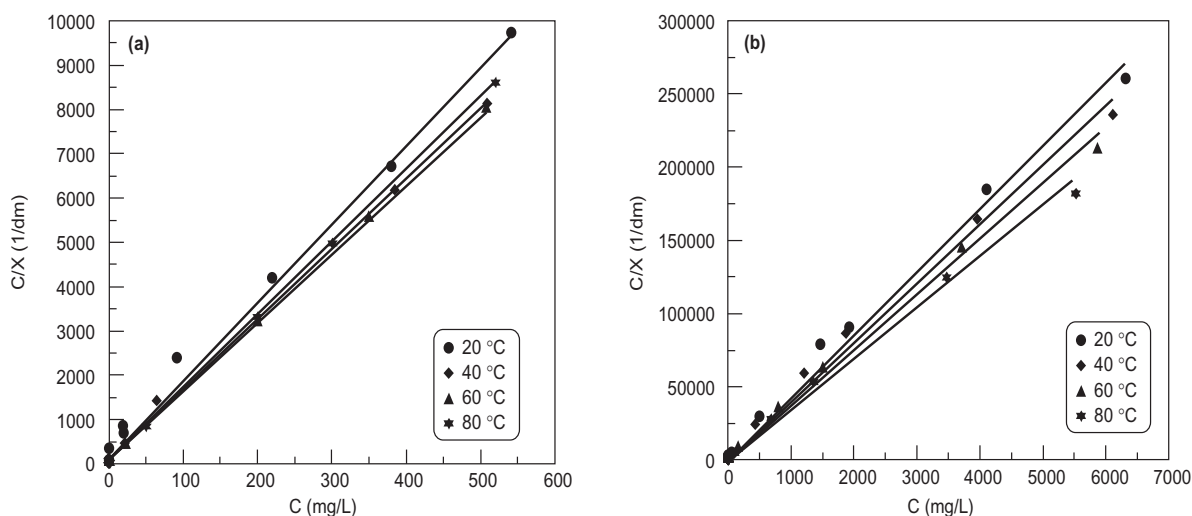 (a)
10000
9000
8000
7000
6000
5000
4000
3000
2000
1000
0
C/X (1/dm)
0 100 200 300 400 500 600
C (mg/L)
20 °C
40 °C
60 °C
80 °C
(b)
300000
250000
200000
150000
100000
50000
0
C/X (1/dm)
0 1000 2000 3000 4000 5000 6000 7000
C (mg/L)
20 °C
40 °C
60 °C
80 °C